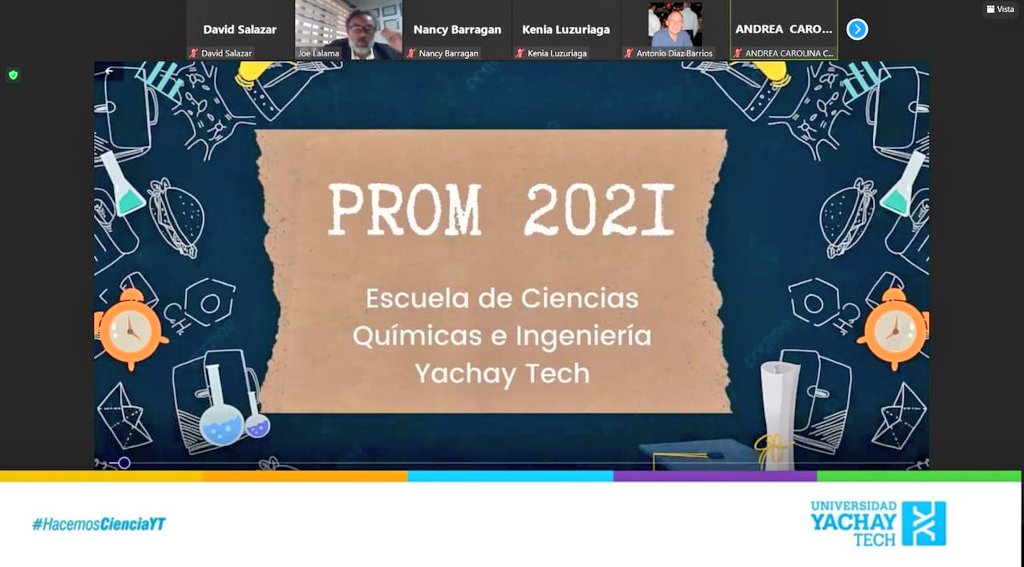 David Salazar
Nancy Barragan
Kenia Luzuriaga
ANDREA CARO...
Vista
David Salazar
Joe Lalama
Nancy Barragan
Kenia Luzuriaga
Antonio Díaz Barrios
ANDREA CAROLINA C...
PROM 2021
Escuela de Ciencias
Químicas e Ingeniería
Yachay Tech
#HacemosCienciaYT
UNIVERSIDAD
YACHAY
TECH